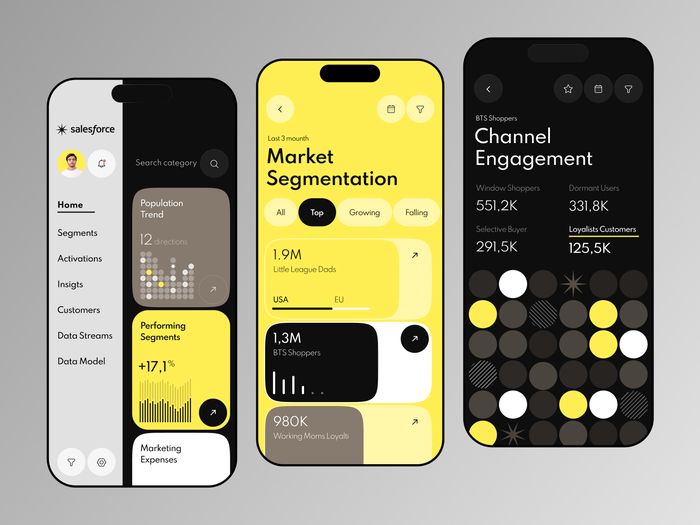 salesforce
Search category
Home
Segments
Activations
Insigts
Customers
Data Streams
Data Model
Population
Trend
12 directions
Performing
Segments
+17,1%
Marketing
Expenses
Last 3 mounth
Market
Segmentation
All
Top
Growing
Falling
1.9M
Little League Dads
USA
EU
1,3M
BTS Shoppers
980K
Working Moms Loyalti
BTS Shoppers
Channel
Engagement
Window Shoppers
551,2K
Dormant Users
331,8K
Selective Buyer
291,5K
Loyalists Customers
125,5K